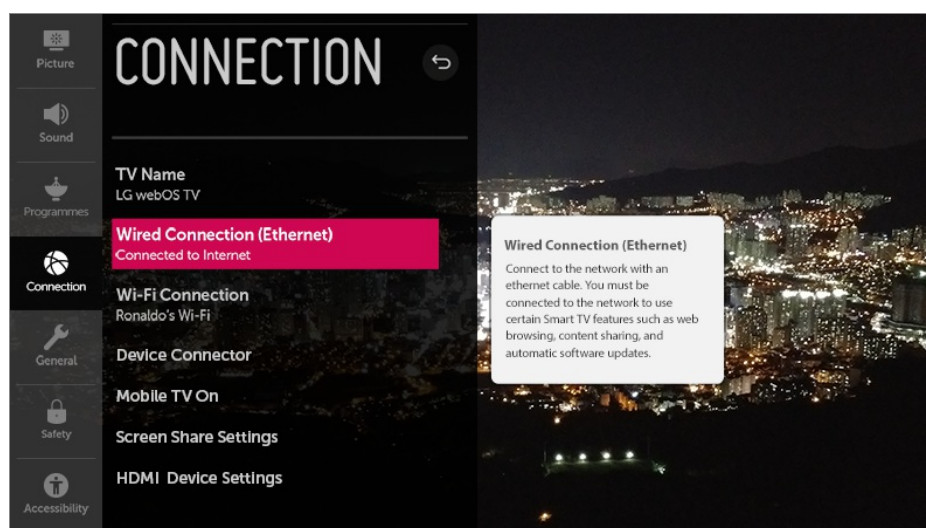 Picture
Sound
Programmes
Connection
General
Safety
Accessibility
CONNECTION
TV Name
LG webOS TV
Wired Connection (Ethernet)
Connected to Internet
Wi-Fi Connection
Ronaldo's Wi-Fi
Device Connector
Mobile TV On
Screen Share Settings
HDMI Device Settings
Wired Connection (Ethernet)
Connect to the network with an
ethernet cable. You must be
connected to the network to use
certain Smart TV features such as web
browsing, content sharing, and
automatic software updates.